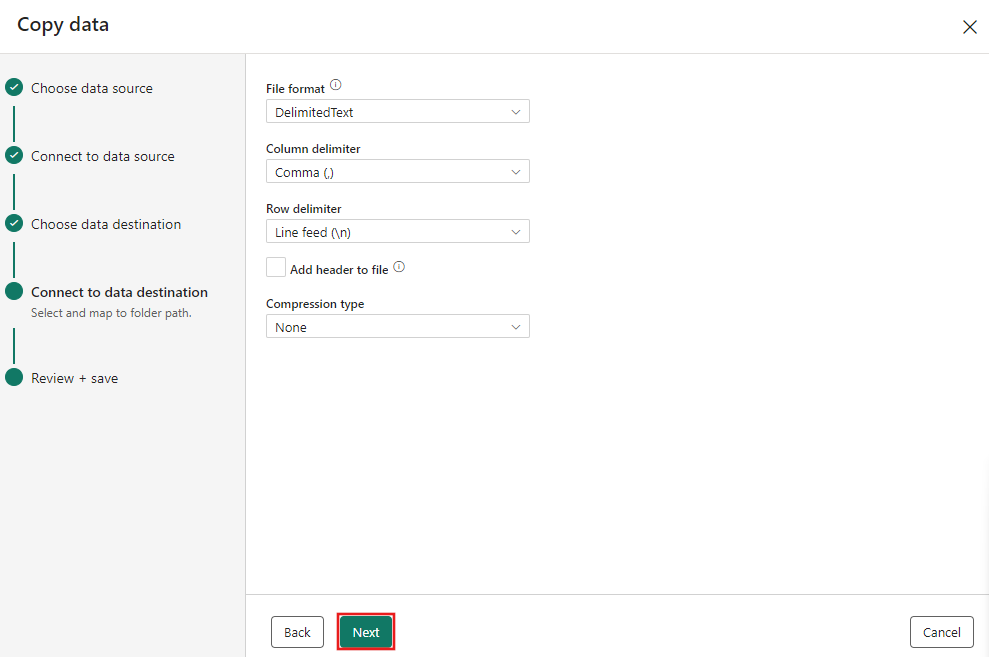 Copy data
Choose data source
Connect to data source
Choose data destination
Connect to data destination
Select and map to folder path.
Review + save
File format
DelimitedText
Column delimiter
Comma (,)
Row delimiter
Line feed (\n)
Add header to file
Compression type
None
Back
Next
Cancel